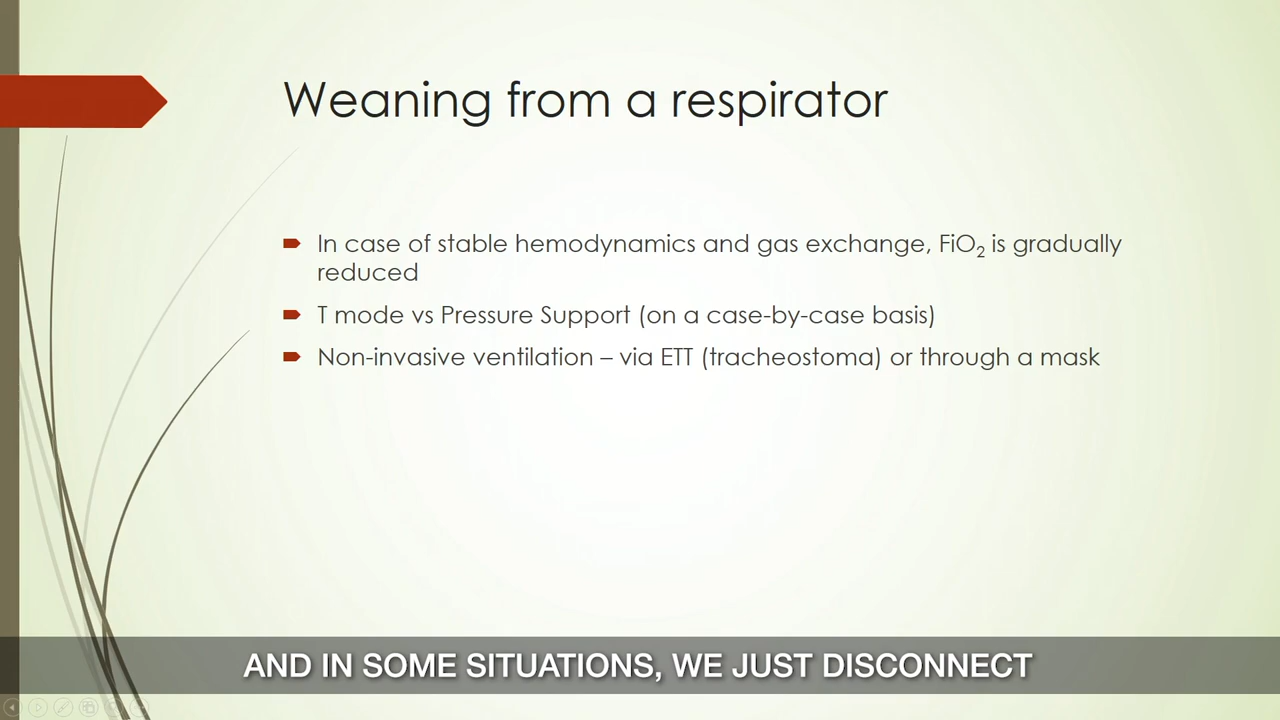 Weaning from a respirator
In case of stable hemodynamics and gas exchange, FiO₂ is gradually
reduced
T mode vs Pressure Support (on a case-by-case basis)
Non-invasive ventilation – via ETT (tracheostoma) or through a mask
AND IN SOME SITUATIONS, WE JUST DISCONNECT